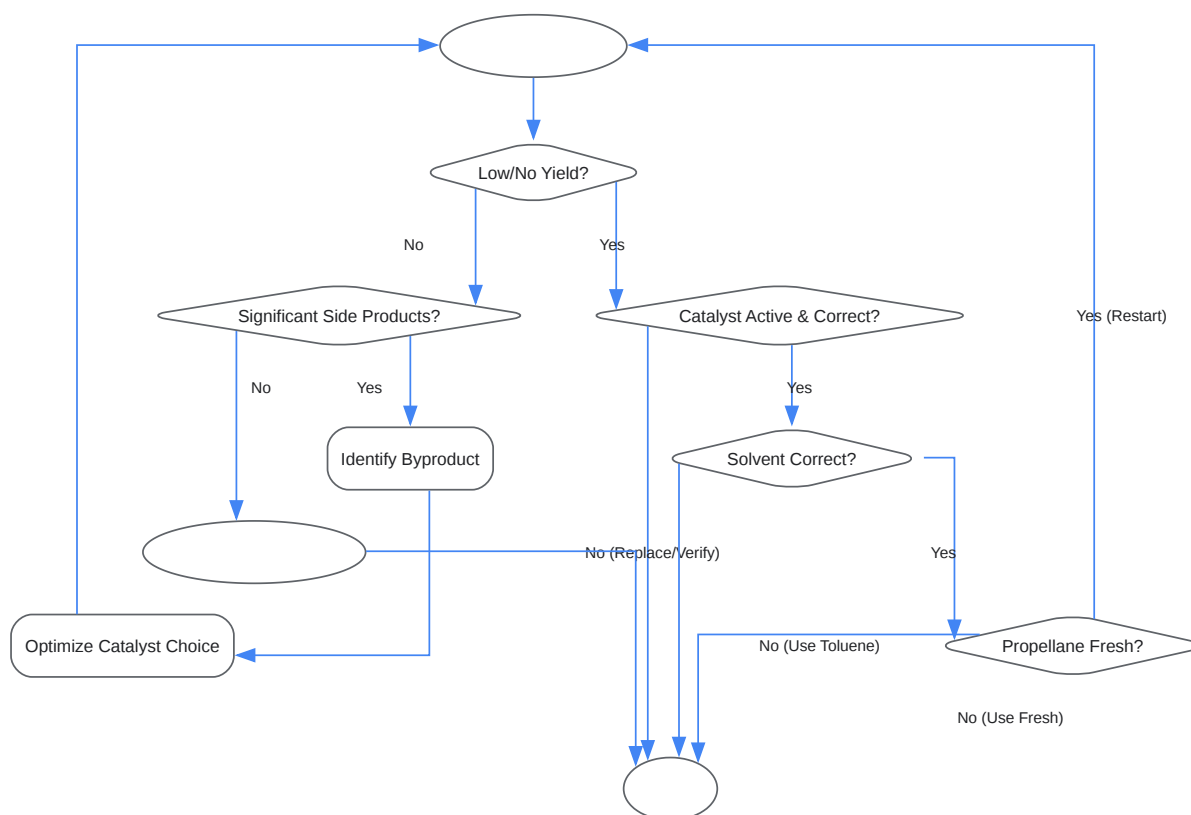 Low/No Yield?
No
Yes
Significant Side Products?
Catalyst Active & Correct?
Yes (Restart)
No
Yes
Yes
Identify Byproduct
Solvent Correct?
No (Replace/Verify)
Yes
Optimize Catalyst Choice
No (Use Toluene)
Propellane Fresh?
No (Use Fresh)